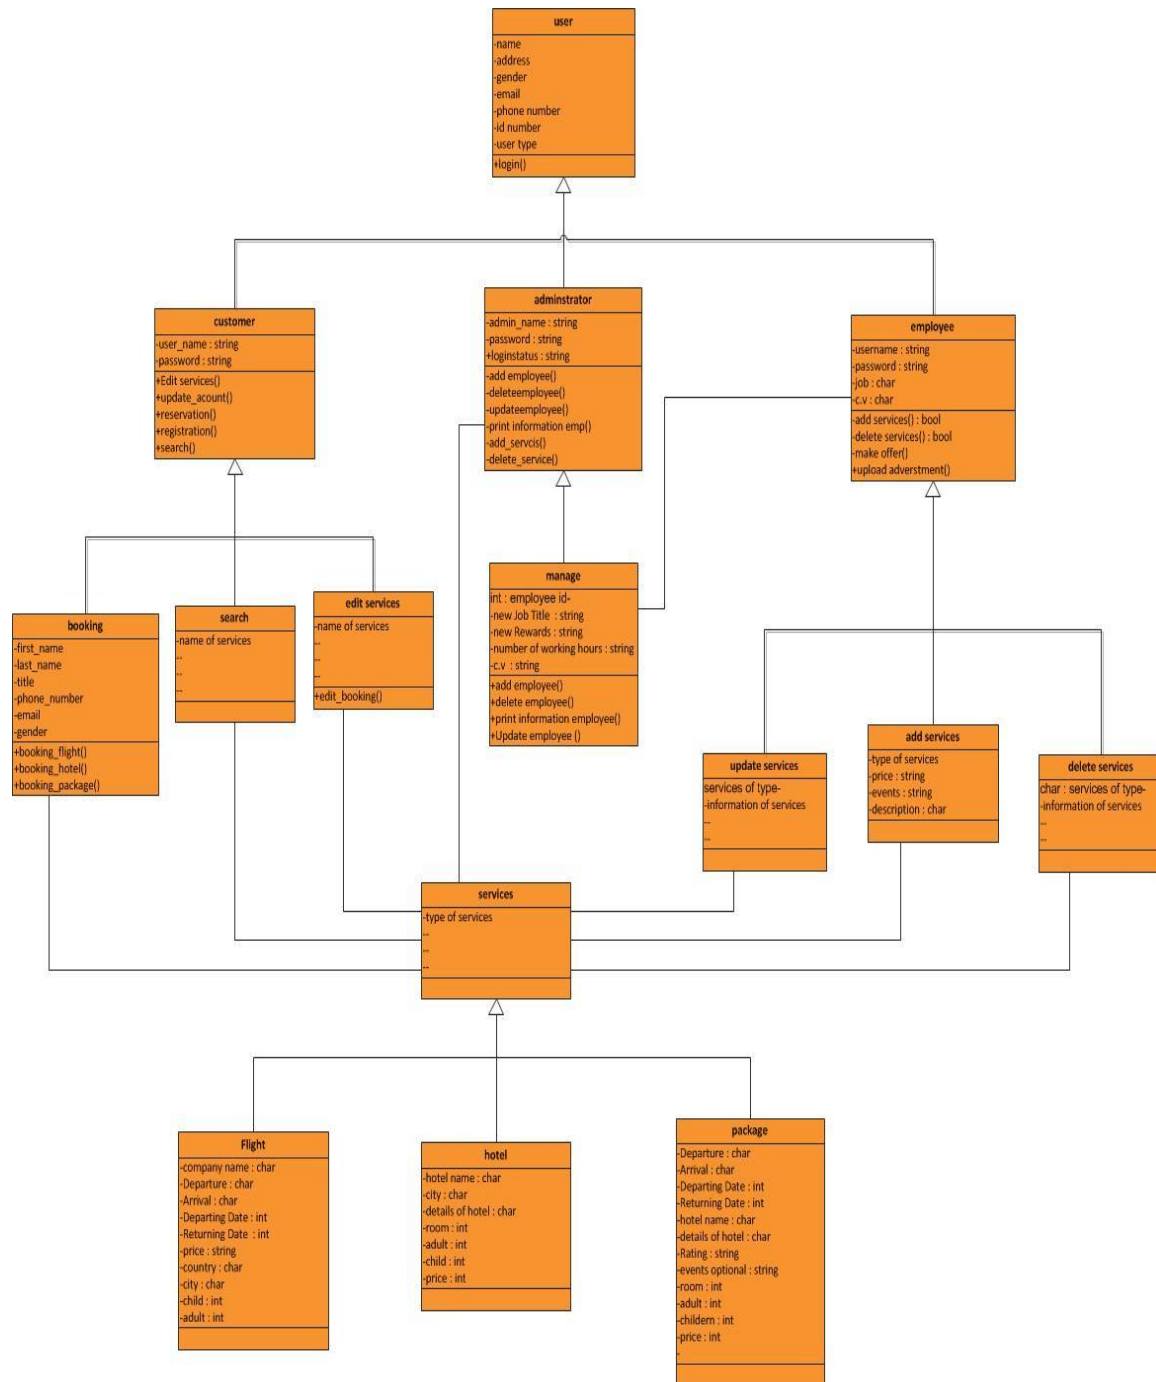 user
-name
-address
-gender
-email
-phone number
-id number
-user type
+login()
customer
-user_name : string
-password : string
+Edit services()
+update_acount()
+reservation()
+registration()
+search()
adminstrator
-admin_name : string
-password : string
+loginstatus : string
-add employee()
-deleteemployee()
-updateemployee()
-print information emp()
-add_servcis()
-delete_service()
employee
-username : string
-password : string
-job : char
-c.v : char
-add services() : bool
-delete services() : bool
-make offer()
+upload adverstment()
booking
-first_name
-last_name
-title
-phone_number
-email
-gender
+booking_flight()
+booking_hotel()
+booking_package()
search
-name of services
--
--
--
edit services
-name of services
--
--
--
+edit_booking()
manage
int : employee id-
-new Job Title : string
-new Rewards : string
-number of working hours : string
-c.v : string
+add employee()
+delete employee()
+print information employee()
+Update employee ()
update services
services of type-
-information of services
--
--
add services
-type of services
-price : string
-events : string
-description : char
delete services
char : services of type-
-information of services
--
--
services
-type of services
--
--
--
Flight
-company name : char
-Departure : char
-Arrival : char
-Departing Date : int
-Returning Date : int
-price : string
-country : char
-city : char
-child : int
-adult : int
hotel
-hotel name : char
-city : char
-details of hotel : char
-room : int
-adult : int
-child : int
-price : int
package
-Departure : char
-Arrival : char
-Departing Date : int
-Returning Date : int
-hotel name : char
-details of hotel : char
-Rating : string
-events optional : string
-room : int
-adult : int
-childern : int
-price : int
-